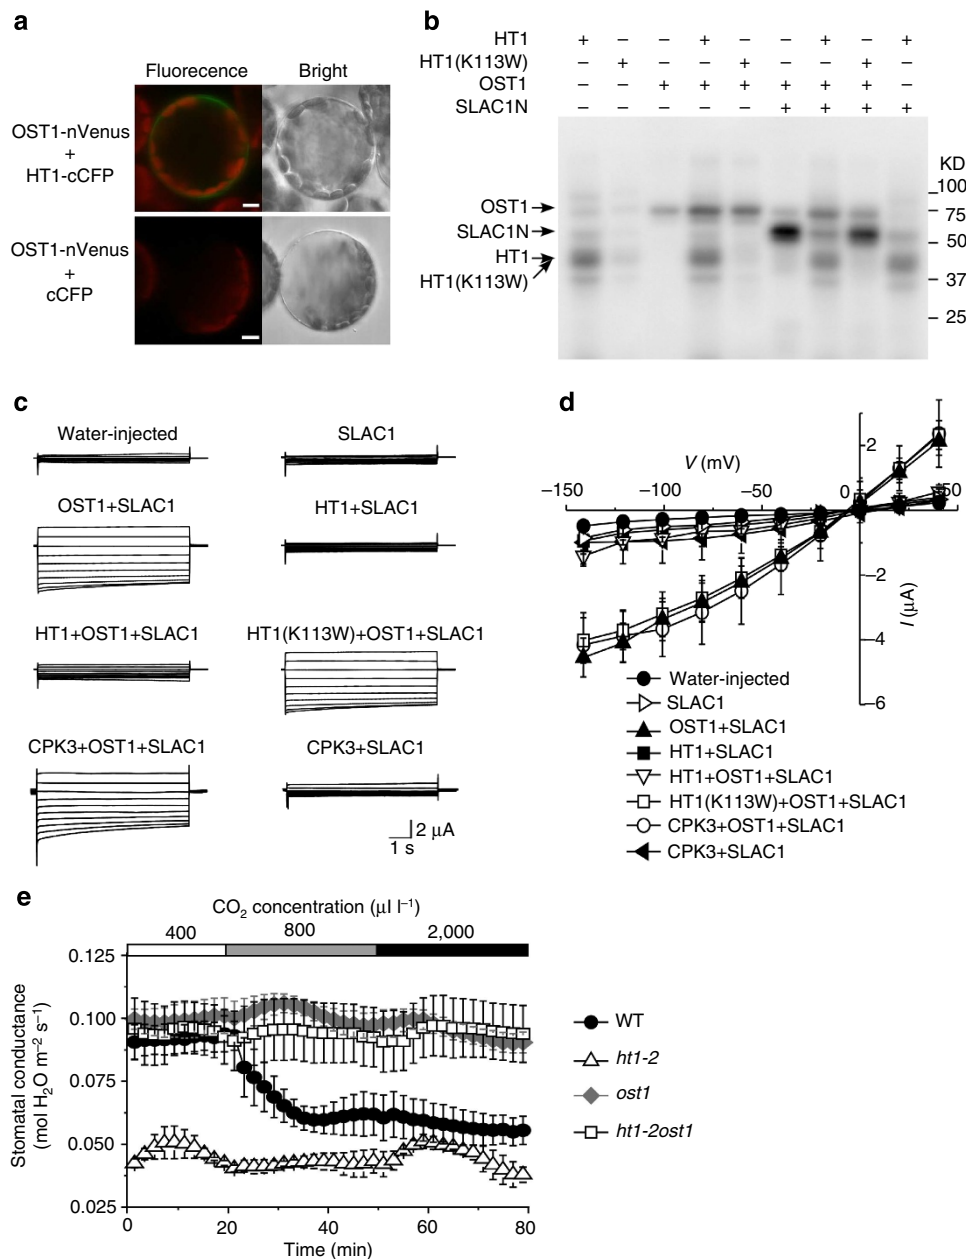 a
Fluorecence Bright
OST1-nVenus
+
HT1-cCFP
OST1-nVenus
+
cCFP
b
HT1 + – – + – – + – +
HT1(K113W) – + – – + – – + –
OST1 – – + + + + + + –
SLAC1N – – – – – + + + +
KD
OST1
SLAC1N
HT1
HT1(K113W)
100
75
50
37
25
c
Water-injected SLAC1
OST1+SLAC1 HT1+SLAC1
HT1+OST1+SLAC1 HT1(K113W)+OST1+SLAC1
CPK3+OST1+SLAC1 CPK3+SLAC1
2 μA
1 s
d
V (mV)
–150 –100 –50 0 50
2
–2
–4
–6
I (μA)
Water-injected
SLAC1
OST1+SLAC1
HT1+SLAC1
HT1+OST1+SLAC1
HT1(K113W)+OST1+SLAC1
CPK3+OST1+SLAC1
CPK3+SLAC1
e
CO2 concentration (μl l–1)
400 800 2,000
Stomatal conductance
(mol H2O m–2 s–1)
0.125
0.100
0.075
0.050
0.025
0 20 40 60 80
Time (min)
WT
ht1-2
ost1
ht1-2ost1